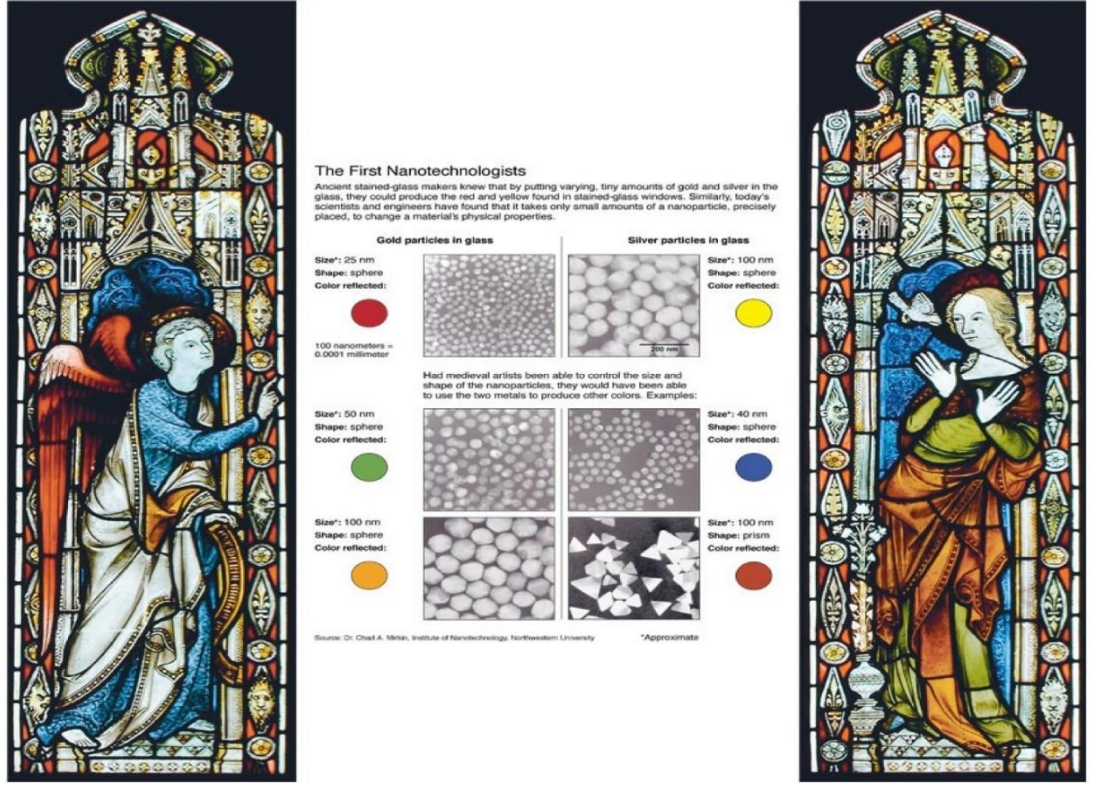 The First Nanotechnologists
Ancient stained-glass makers knew that by putting varying, tiny amounts of gold and silver in the
glass, they could produce the red and yellow found in stained-glass windows. Similarly, today's
scientists and engineers have found that it takes only small amounts of a nanoparticle, precisely
placed, to change a material's physical properties.
Gold particles in glass
Silver particles in glass
Size*: 25 nm
Shape: sphere
Color reflected:
100 nanometers =
0.0001 millimeter
200 nm
Size*: 100 nm
Shape: sphere
Color reflected:
Had medieval artists been able to control the size and
shape of the nanoparticles, they would have been able
to use the two metals to produce other colors. Examples:
Size*: 50 nm
Shape: sphere
Color reflected:
Size*: 40 nm
Shape: sphere
Color reflected:
Size*: 100 nm
Shape: sphere
Color reflected:
Size*: 100 nm
Shape: prism
Color reflected:
Source: Dr. Chad A. Mirkin, Institute of Nanotechnology, Northwestern University
*Approximate